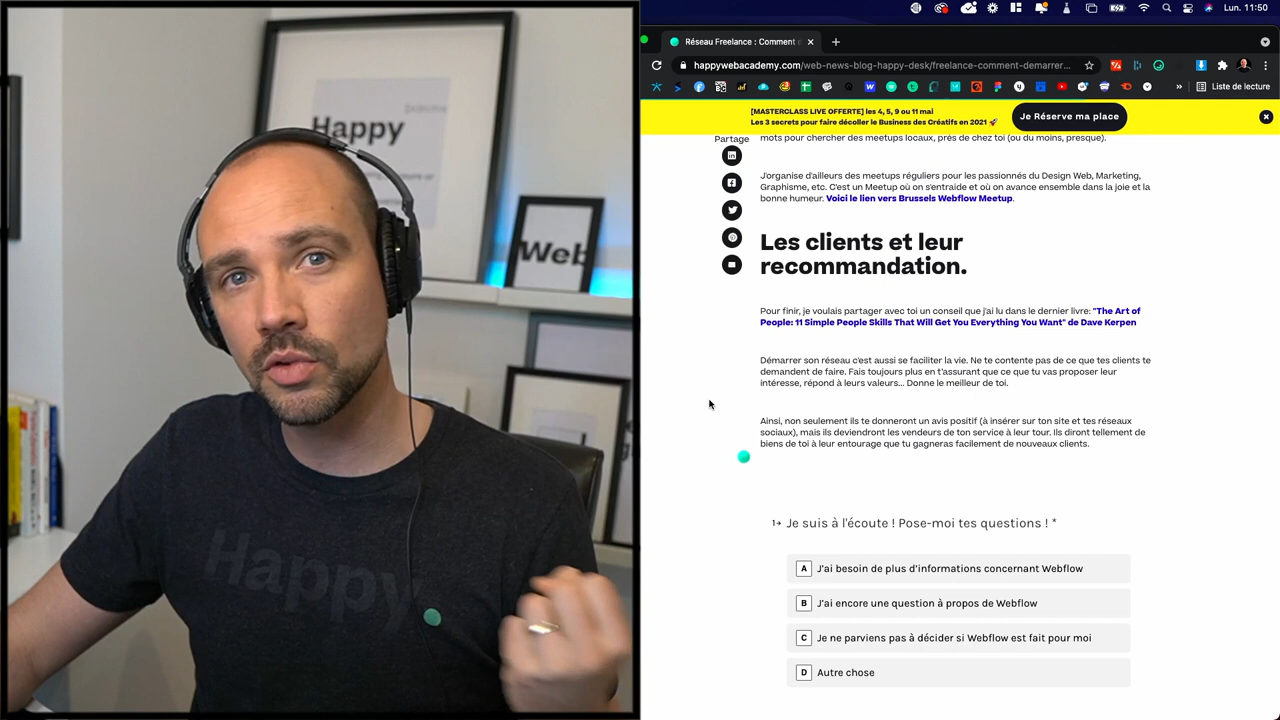 Happy
Web
Happy
Lun. 11:50
Réseau Freelance : Comment d
happywebacademy.com/web-news-blog-happy-desk/freelance-comment-demarrer...
Liste de lecture
[MASTERCLASS LIVE OFFERTE] les 4, 5, 9 ou 11 mai
Les 3 secrets pour faire décoller le Business des Créatifs en 2021 🚀
Je Réserve ma place
Partage
mots pour chercher des meetups locaux, près de chez toi (ou du moins, presque).
J'organise d'ailleurs des meetups réguliers pour les passionnés du Design Web, Marketing,
Graphisme, etc. C'est un Meetup où on s'entraide et où on avance ensemble dans la joie et la
bonne humeur. Voici le lien vers Brussels Webflow Meetup.
Les clients et leur
recommandation.
Pour finir, je voulais partager avec toi un conseil que j'ai lu dans le dernier livre: "The Art of
People: 11 Simple People Skills That Will Get You Everything You Want" de Dave Kerpen
Démarrer son réseau c'est aussi se faciliter la vie. Ne te contente pas de ce que tes clients te
demandent de faire. Fais toujours plus en t'assurant que ce que tu vas proposer leur
intéresse, répond à leurs valeurs... Donne le meilleur de toi.
Ainsi, non seulement ils te donneront un avis positif (à insérer sur ton site et tes réseaux
sociaux), mais ils deviendront les vendeurs de ton service à leur tour. Ils diront tellement de
biens de toi à leur entourage que tu gagneras facilement de nouveaux clients.
1→ Je suis à l'écoute ! Pose-moi tes questions ! *
A J'ai besoin de plus d'informations concernant Webflow
B J'ai encore une question à propos de Webflow
C Je ne parviens pas à décider si Webflow est fait pour moi
D Autre chose